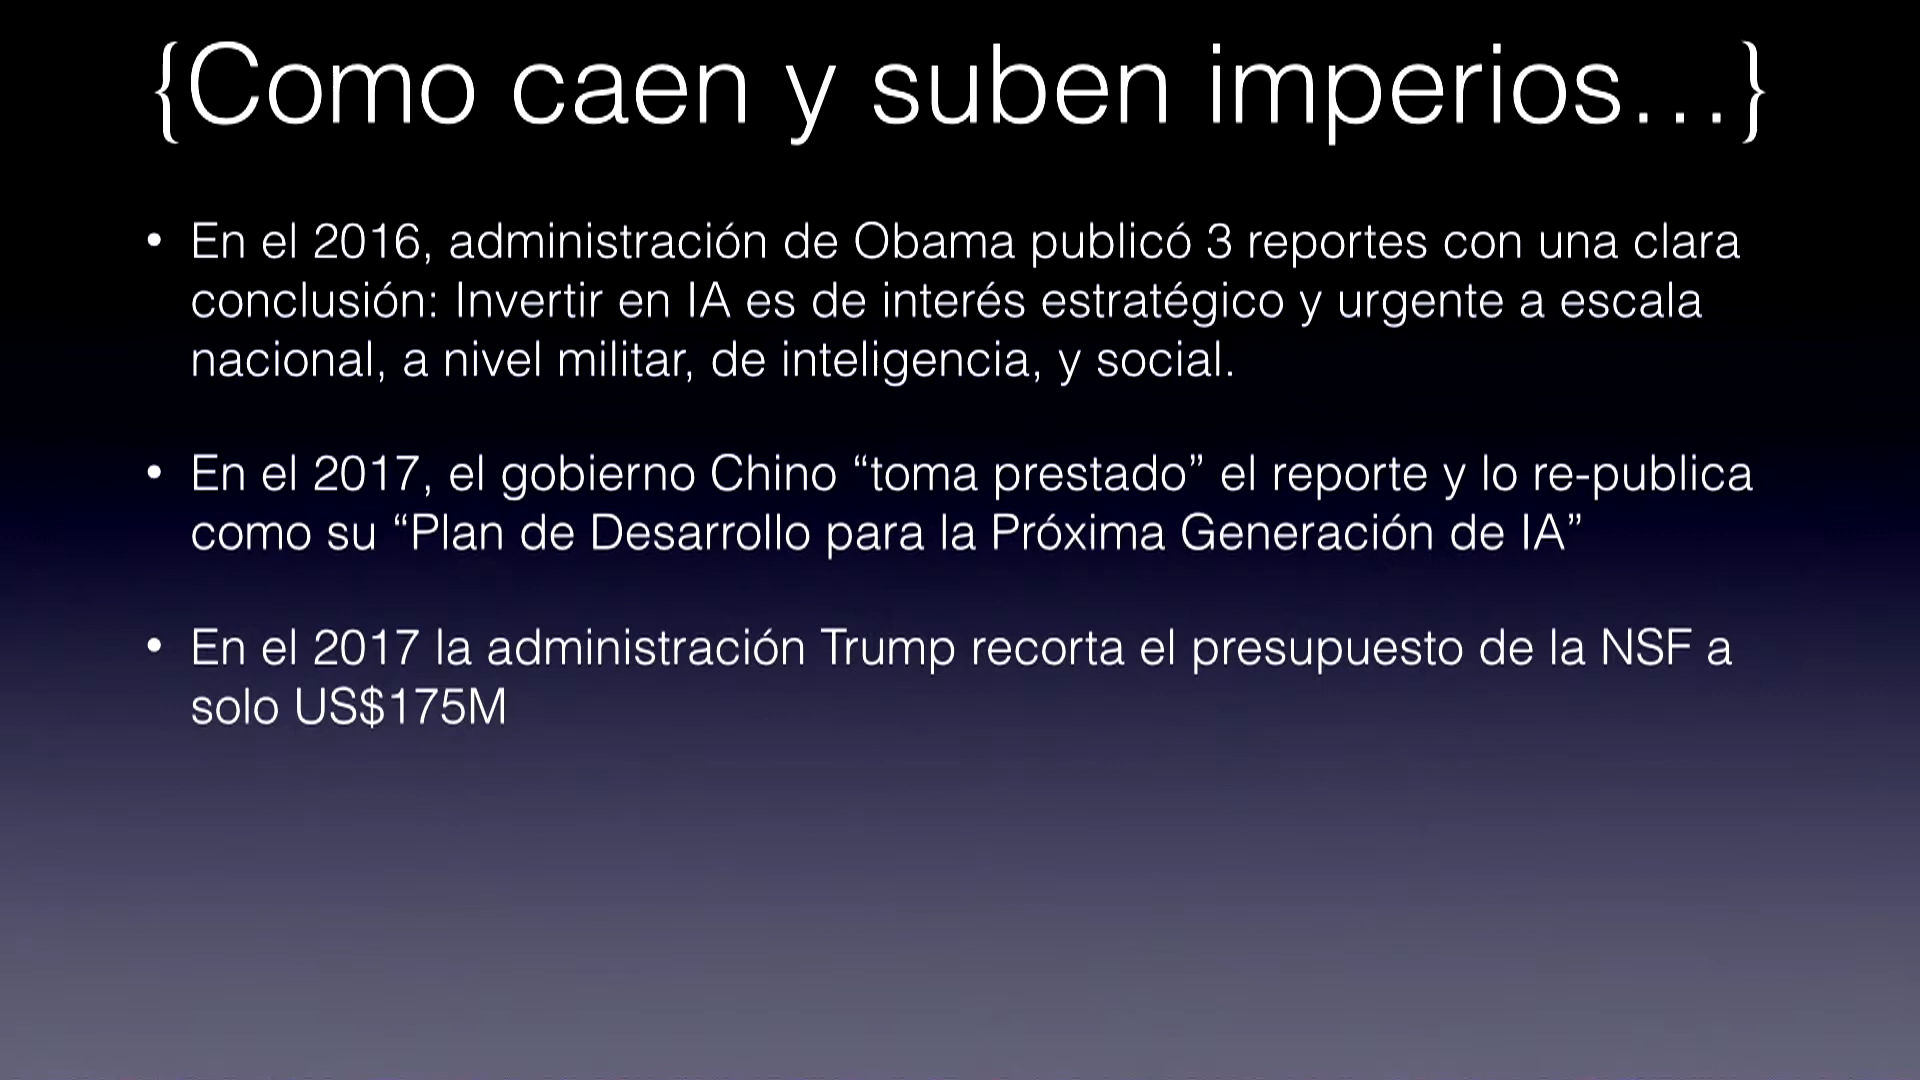 {Como caen y suben imperios...}
• En el 2016, administración de Obama publicó 3 reportes con una clara
conclusión: Invertir en IA es de interés estratégico y urgente a escala
nacional, a nivel militar, de inteligencia, y social.
• En el 2017, el gobierno Chino “toma prestado” el reporte y lo re-publica
como su “Plan de Desarrollo para la Próxima Generación de IA”
• En el 2017 la administración Trump recorta el presupuesto de la NSF a
solo US$175M